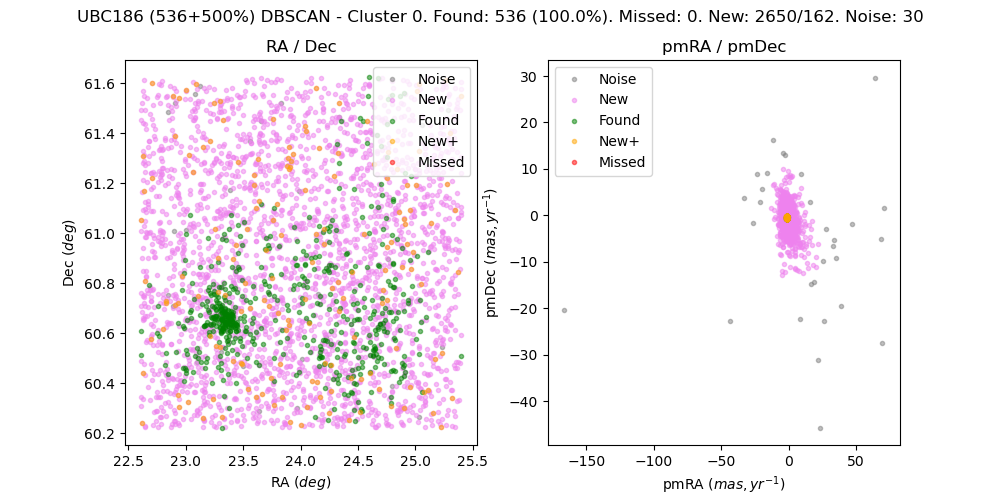 UBC186 (536+500%) DBSCAN - Cluster 0. Found: 536 (100.0%). Missed: 0. New: 2650/162. Noise: 30
RA / Dec
Dec (deg)
61.6
61.4
61.2
61.0
60.8
60.6
60.4
60.2
Noise
New
Found
New+
Missed
22.5 23.0 23.5 24.0 24.5 25.0 25.5
RA (deg)
pmRA / pmDec
pmDec (mas, yr⁻¹)
30
20
10
0
−10
−20
−30
−40
Noise
New
Found
New+
Missed
−150 −100 −50 0 50
pmRA (mas, yr⁻¹)